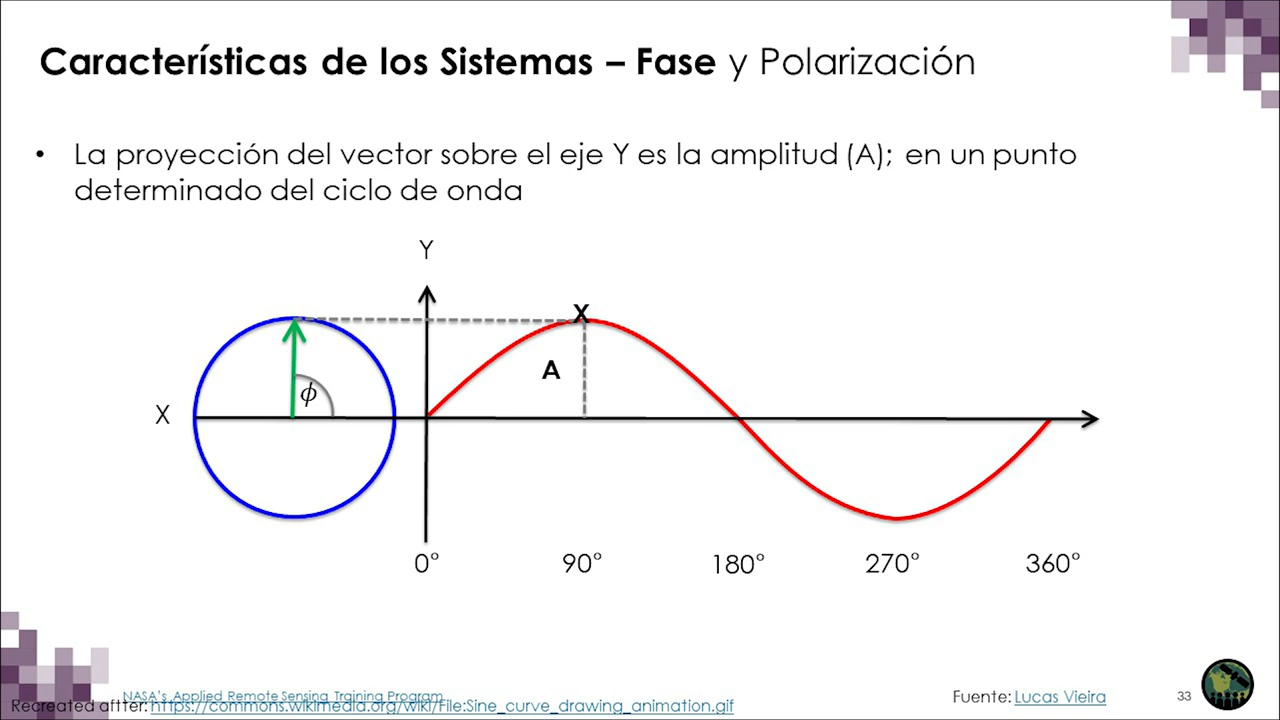 Características de los Sistemas – Fase y Polarización
• La proyección del vector sobre el eje Y es la amplitud (A); en un punto
determinado del ciclo de onda
Y
X
A
ϕ
X
0° 90° 180° 270° 360°
NASA's Applied Remote Sensing Training Program
Fuente: Lucas Vieira
33
Recreated aftter: https://commons.wikimedia.org/wiki/File:Sine_curve_drawing_animation.gif